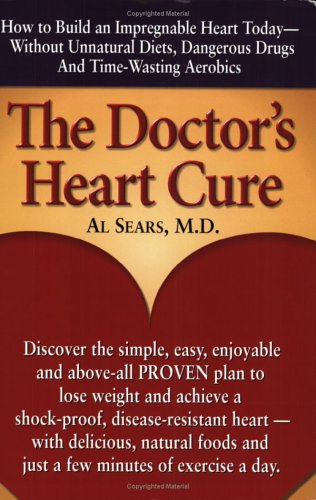 How to Build an Impregnable Heart Today—
Without Unnatural Diets, Dangerous Drugs
And Time-Wasting Aerobics
The Doctor's
Heart Cure
AL SEARS, M.D.
Discover the simple, easy, enjoyable
and above-all PROVEN plan to
lose weight and achieve a
shock-proof, disease-resistant heart —
with delicious, natural foods and
just a few minutes of exercise a day.